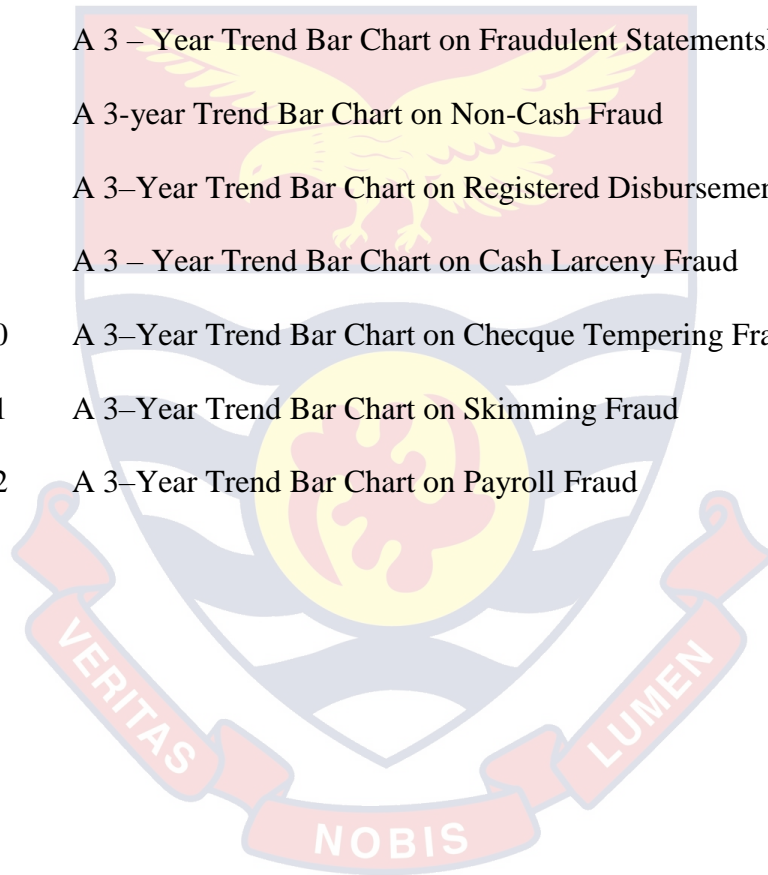 A 3 – Year Trend Bar Chart on Fraudulent Statements
A 3-year Trend Bar Chart on Non-Cash Fraud
A 3–Year Trend Bar Chart on Registered
A 3 – Year Trend Bar Chart on Cash Larceny Fraud
0 A 3–Year Trend Bar Chart on Checque Tempering
1 A 3–Year Trend Bar Chart on Skimming Fraud
2 A 3–Year Trend Bar Chart on Payroll Fraud
VERITAS
NOBIS
LUMEN